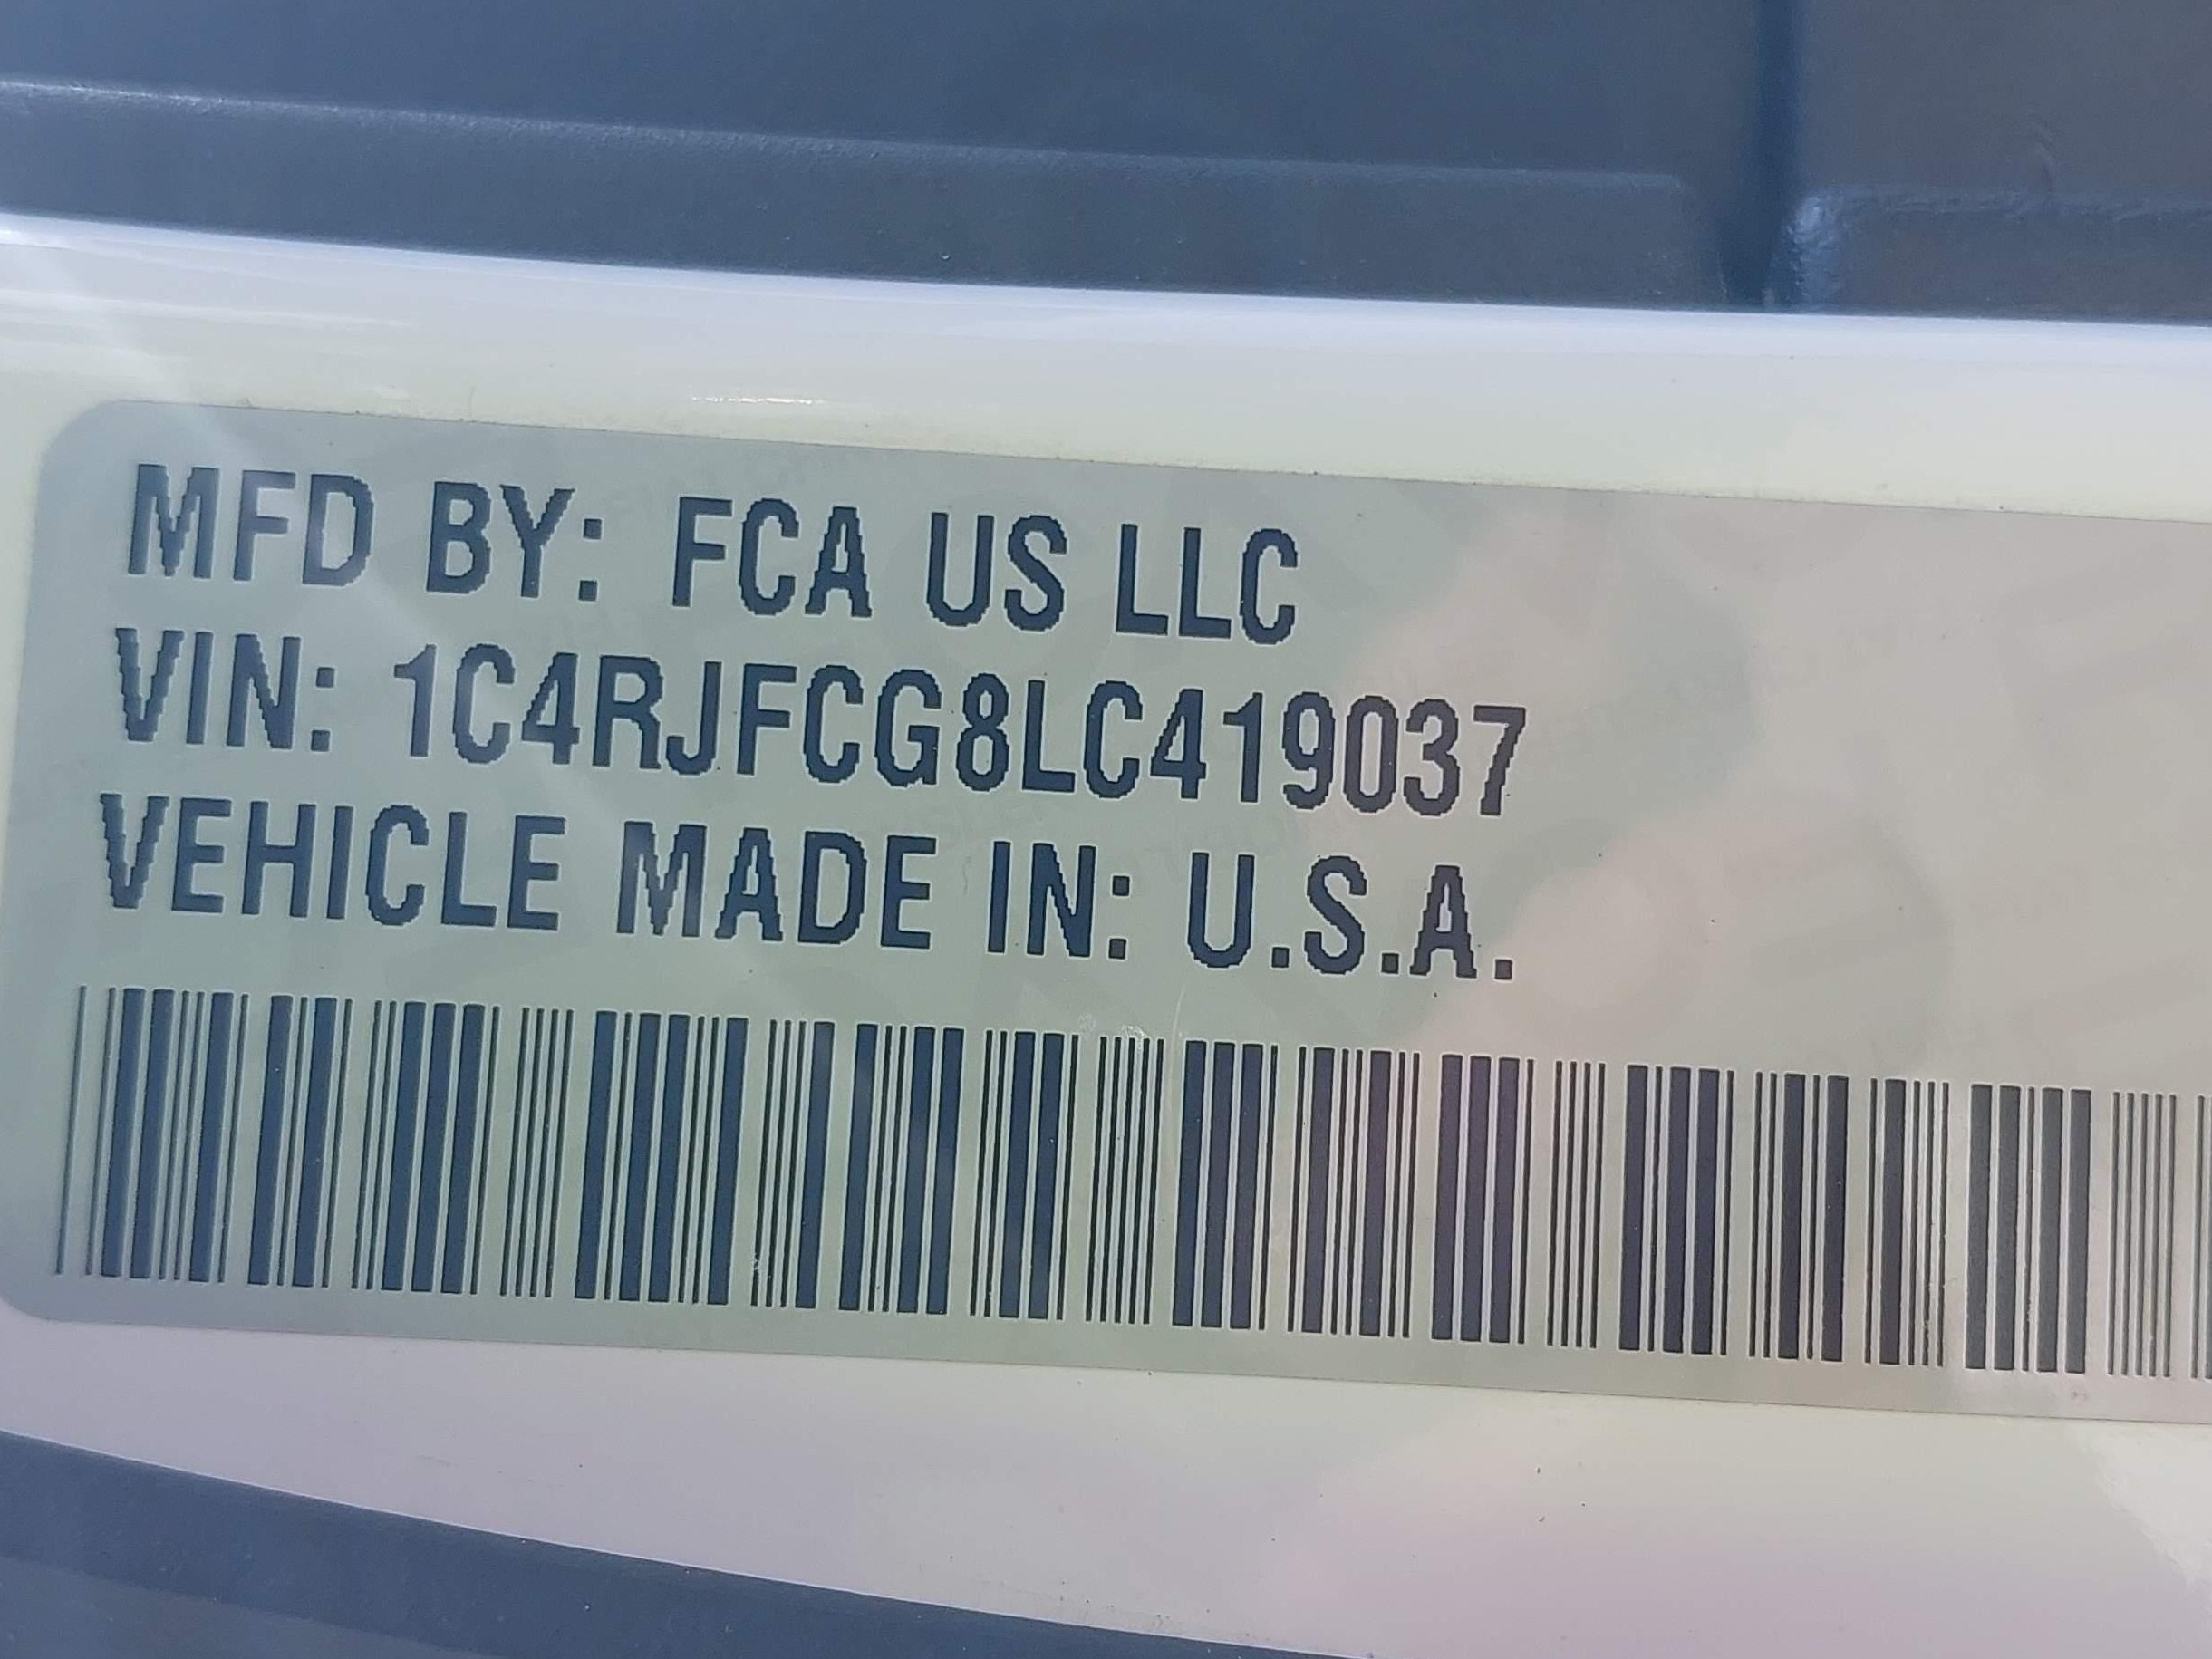 MFD BY: FCA US LLC
VIN: 1C4RJFCG8LC419037
VEHICLE MADE IN: U.S.A.